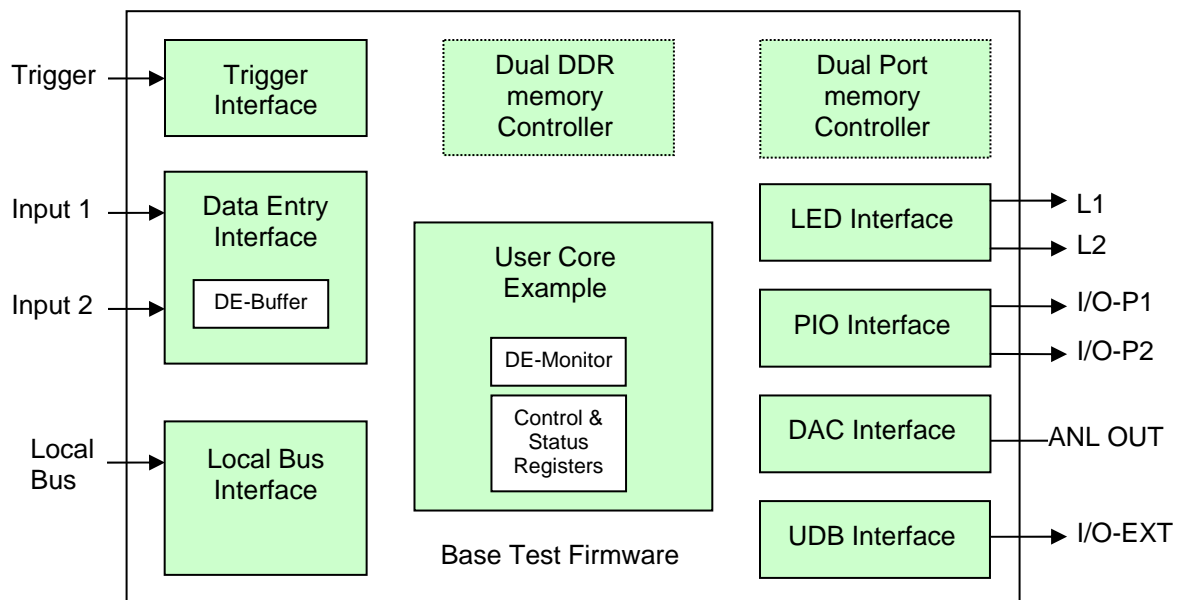 Trigger
Trigger
Interface
Dual DDR
memory
Controller
Dual Port
memory
Controller
Input 1
Input 2
Data Entry
Interface
DE-Buffer
User Core
Example
DE-Monitor
Control &
Status
Registers
LED Interface
L1
L2
PIO Interface
I/O-P1
I/O-P2
Local
Bus
Local Bus
Interface
DAC Interface
ANL OUT
UDB Interface
I/O-EXT
Base Test Firmware